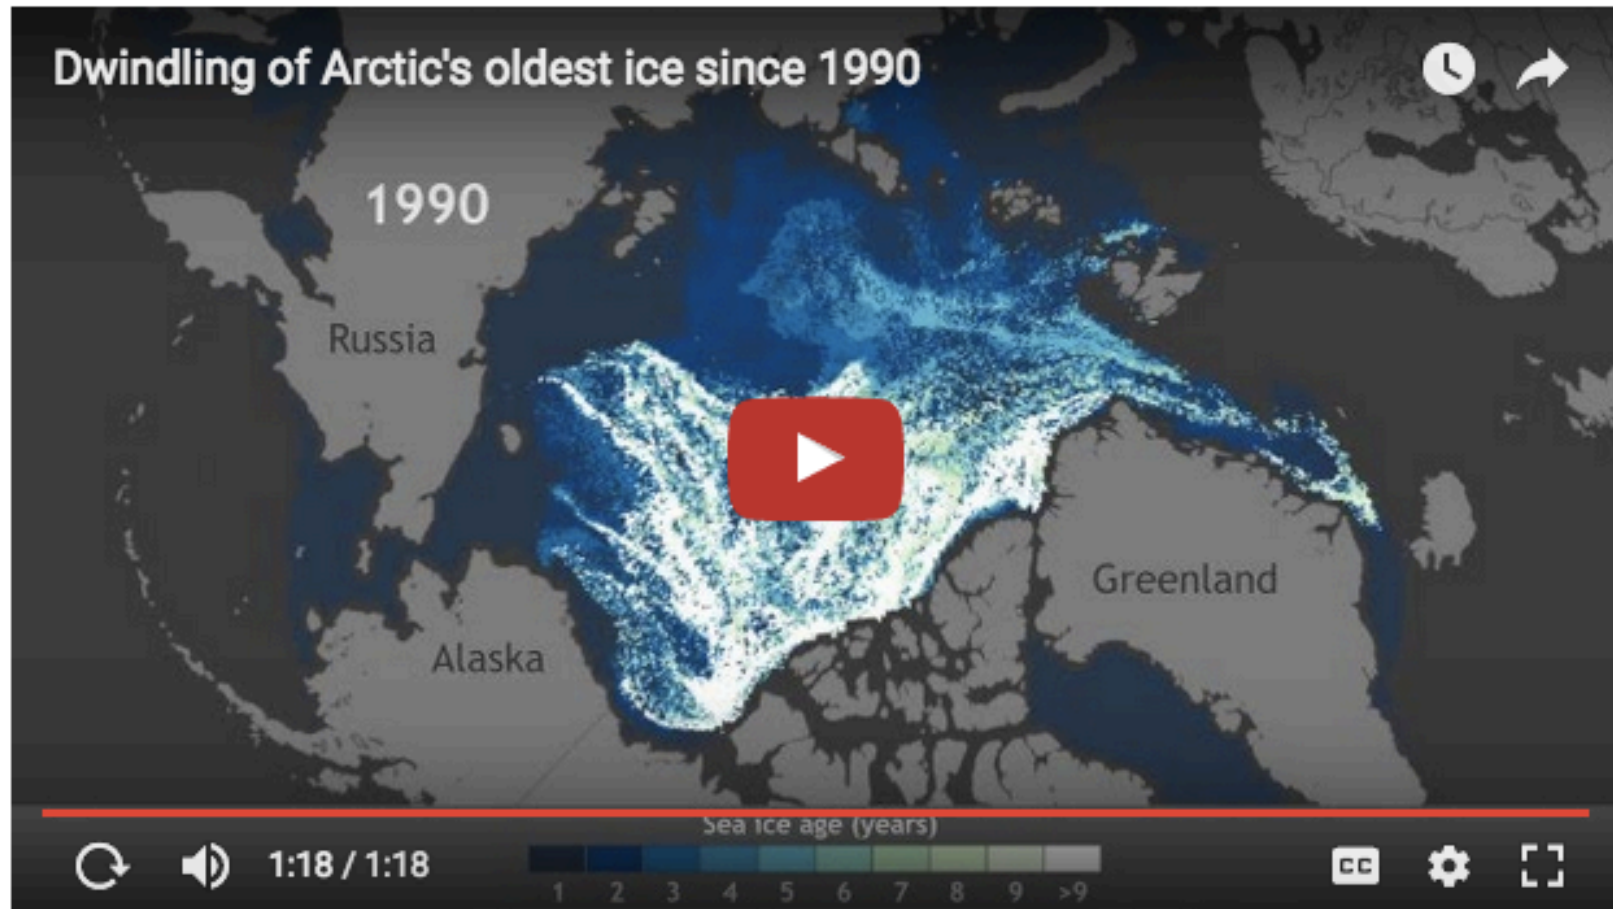 Dwindling of Arctic's oldest ice since 1990
1990
Russia
Greenland
Alaska
Sea ice age (years)
1:18 / 1:18
CC
1 2 3 4 5 6 7 8 9 >9